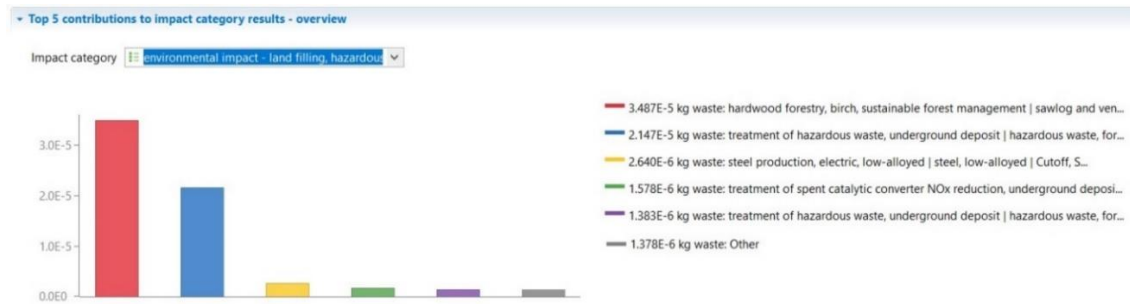 Top 5 contributions to impact category results - overview
Impact category environmental impact - land filling, hazardous
3.0E-5
2.0E-5
1.0E-5
0.0E0
3.487E-5 kg waste: hardwood forestry, birch, sustainable forest management | sawlog and ven...
2.147E-5 kg waste: treatment of hazardous waste, underground deposit | hazardous waste, for...
2.640E-6 kg waste: steel production, electric, low-alloyed | steel, low-alloyed | Cutoff, S...
1.578E-6 kg waste: treatment of spent catalytic converter NOx reduction, underground deposi...
1.383E-6 kg waste: treatment of hazardous waste, underground deposit | hazardous waste, for...
1.378E-6 kg waste: Other